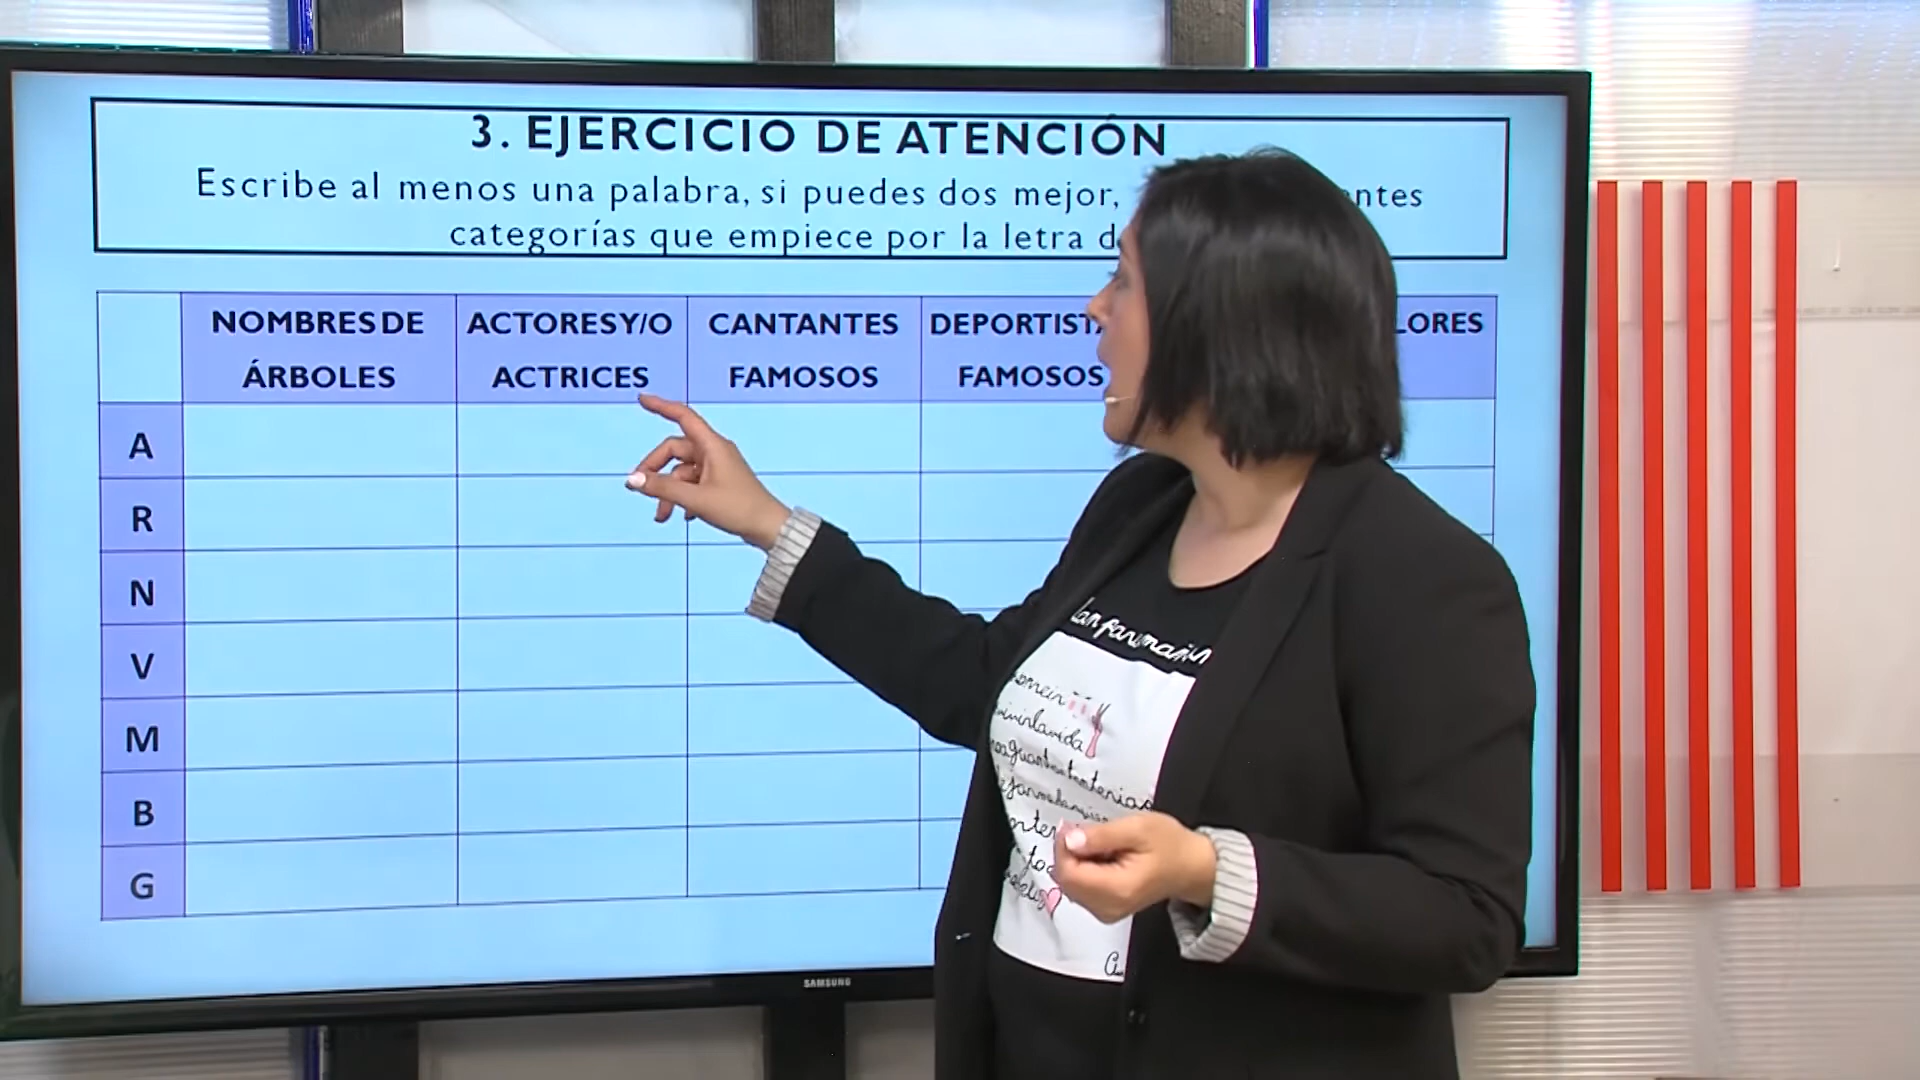 3. EJERCICIO DE ATENCIÓN
Escribe al menos una palabra, si puedes dos mejor, ntes
categorías que empiece por la letra d
NOMBRES DE ÁRBOLES
ACTORES Y/O ACTRICES
CANTANTES FAMOSOS
DEPORTISTA FAMOSOS
LORES
A
R
N
V
M
B
G
SAMSUNG